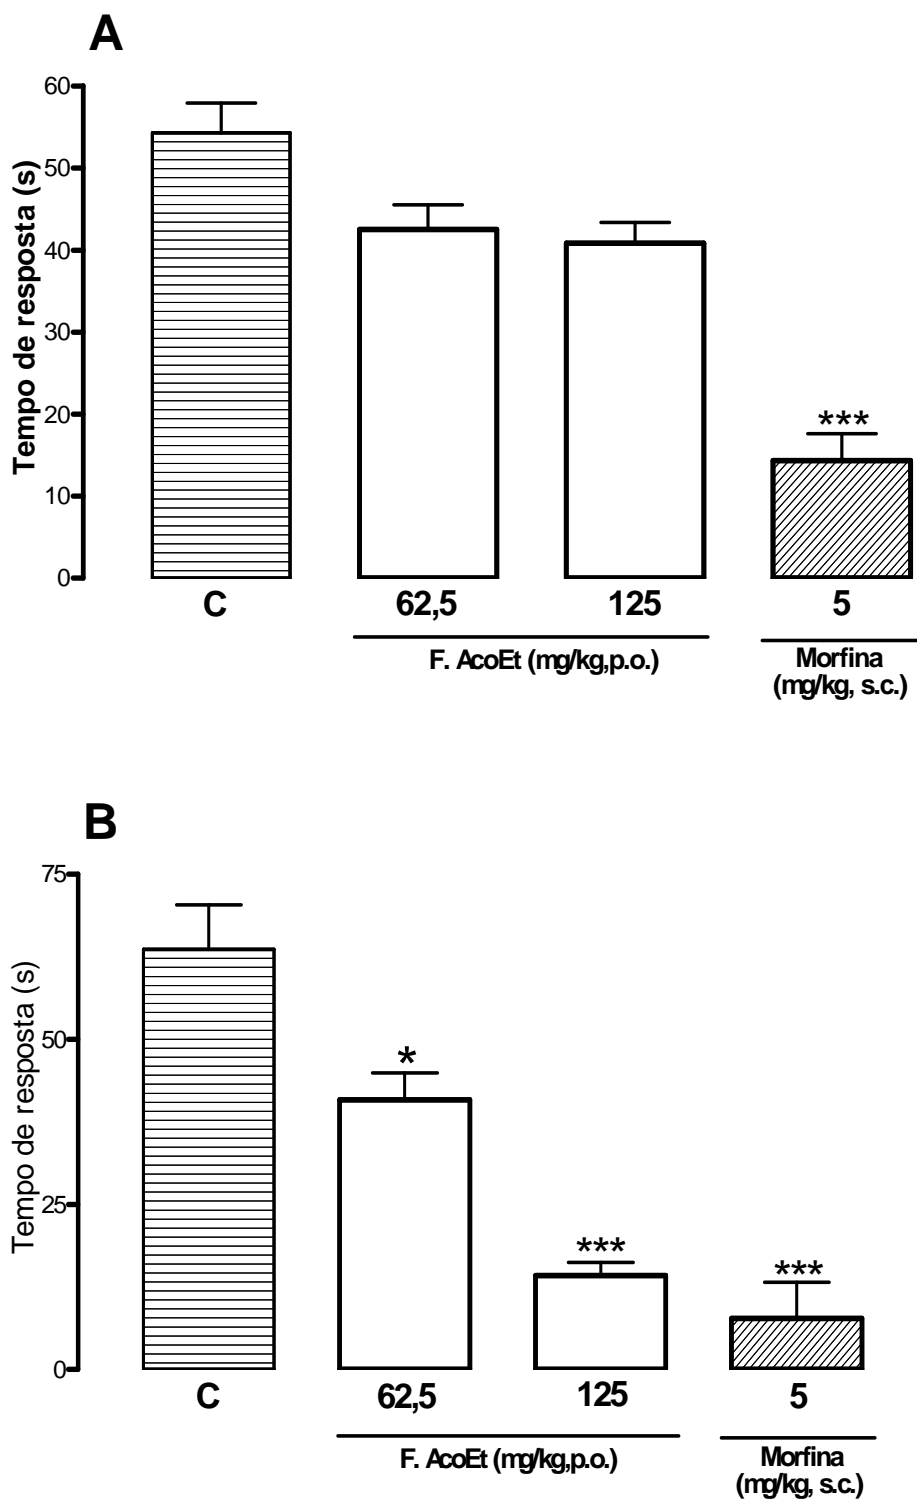 A
Tempo de resposta (s)
60
50
40
30
20
10
0
***
C
62,5
125
5
F. AcoEt (mg/kg,p.o.)
Morfina
(mg/kg, s.c.)
B
Tempo de resposta (s)
75
50
25
0
*
***
***
C
62,5
125
5
F. AcoEt (mg/kg,p.o.)
Morfina
(mg/kg, s.c.)